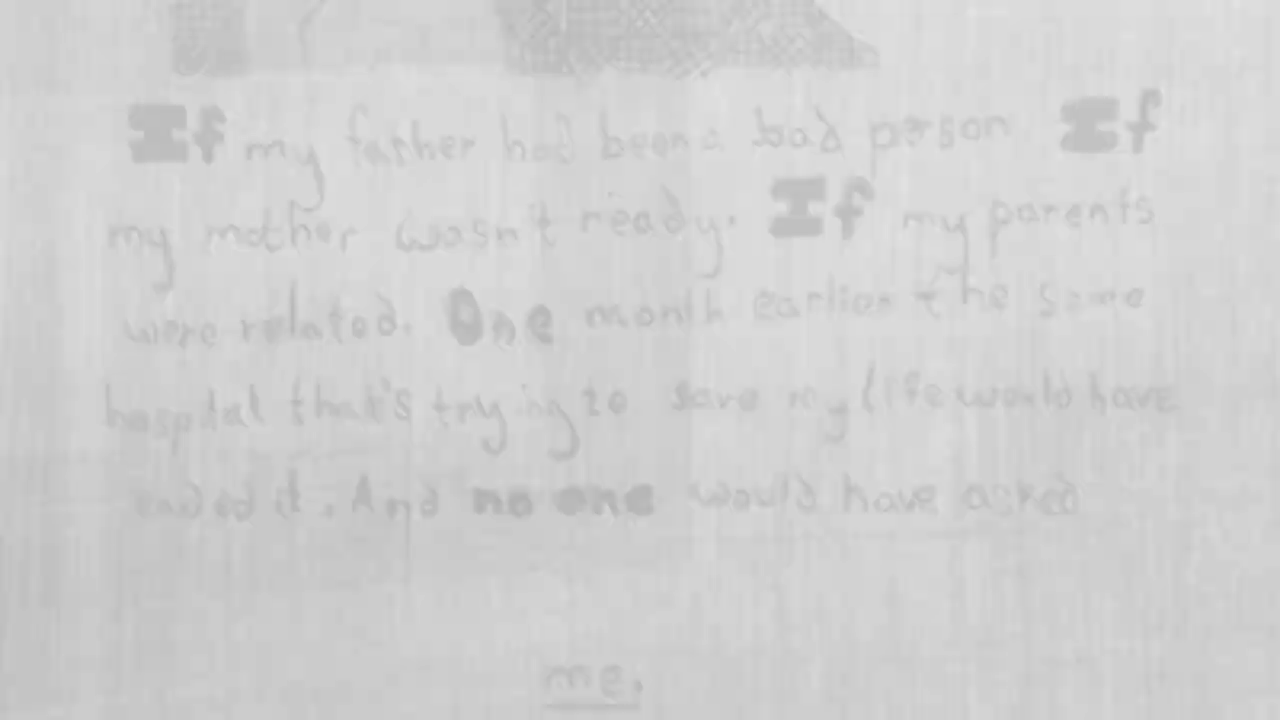 If my father had been a bad person If
my mother wasn't ready. If my parents
were related. One month earlier the same
hospital that's trying to save my life would have
ended it. And no one would have asked
me.